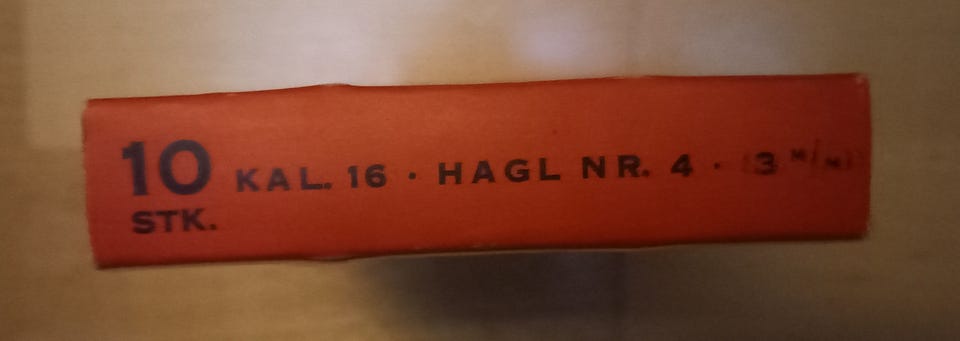 10 KAL. 16 · HAGL NR. 4 · (3 M/M)
STK.